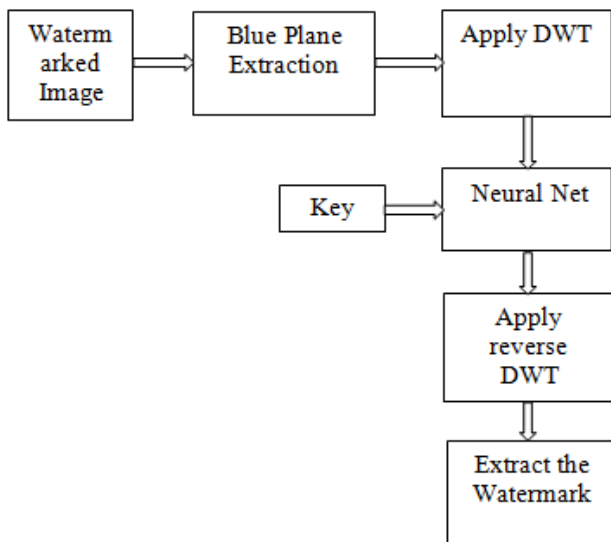 Waterm
arked
Image
Blue Plane
Extraction
Apply DWT
Key
Neural Net
Apply
reverse
DWT
Extract the
Watermark